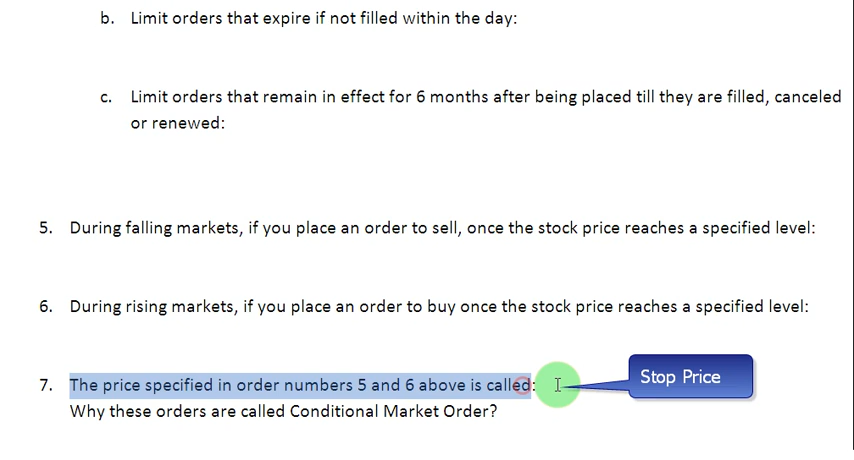 b. Limit orders that expire if not filled within the day:
c. Limit orders that remain in effect for 6 months after being placed till they are filled, canceled
or renewed:
5. During falling markets, if you place an order to sell, once the stock price reaches a specified level:
6. During rising markets, if you place an order to buy once the stock price reaches a specified level:
7. The price specified in order numbers 5 and 6 above is called:
Stop Price
Why these orders are called Conditional Market Order?